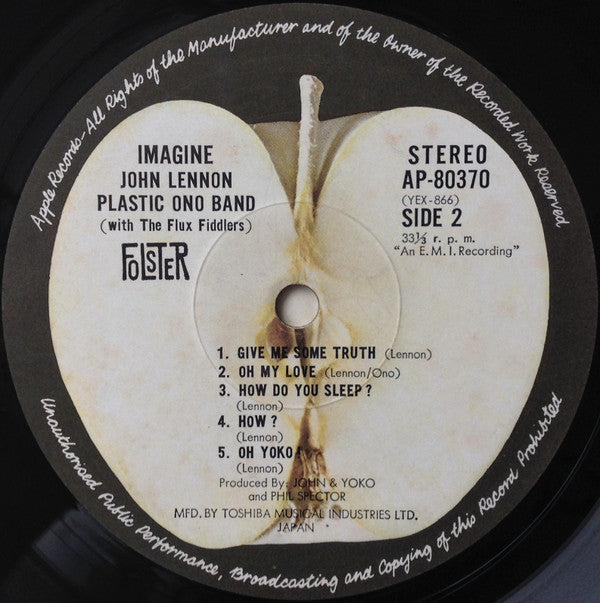 Apple Records-All Rights of the Manufacturer and of the Owner of the Recorded Work Reserved
IMAGINE
JOHN LENNON
PLASTIC ONO BAND
(with The Flux Fiddlers)
FOLSTER
STEREO
AP-80370
(YEX-866)
SIDE 2
33⅓ r. p. m.
"An E. M. I. Recording"
1. GIVE ME SOME TRUTH (Lennon)
2. OH MY LOVE (Lennon/Ono)
3. HOW DO YOU SLEEP?
(Lennon)
4. HOW?
(Lennon)
5. OH YOKO!
(Lennon)
Produced By: JOHN & YOKO
and PHIL SPECTOR
MFD. BY TOSHIBA MUSICAL INDUSTRIES LTD.
JAPAN
Unauthorised Public Performance, Broadcasting and Copying of this Record Prohibited